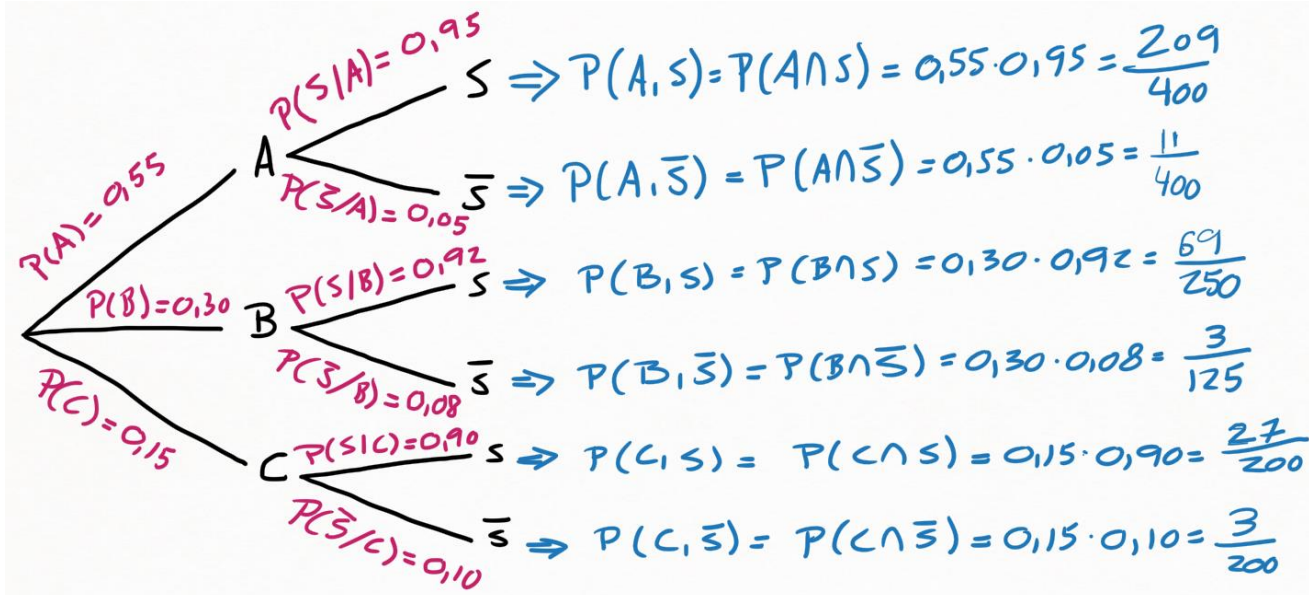 P(S|A)=0,95
S ⇒ P(A,S)=P(A∩S) = 0,55·0,95 = 209/400
P(A)=0,55
A
P(S̅/A)=0,05
S̅ ⇒ P(A,S̅) = P(A∩S̅) = 0,55·0,05 = 11/400
P(S|B)=0,92
S ⇒ P(B,S) = P(B∩S) = 0,30·0,92 = 69/250
P(B)=0,30
B
P(S̅/B)=0,08
S̅ ⇒ P(B,S̅) = P(B∩S̅) = 0,30·0,08 = 3/125
P(C)=0,15
C
P(S|C)=0,90
S ⇒ P(C,S) = P(C∩S) = 0,15·0,90 = 27/200
P(S̅/C)=0,10
S̅ ⇒ P(C,S̅) = P(C∩S̅) = 0,15·0,10 = 3/200